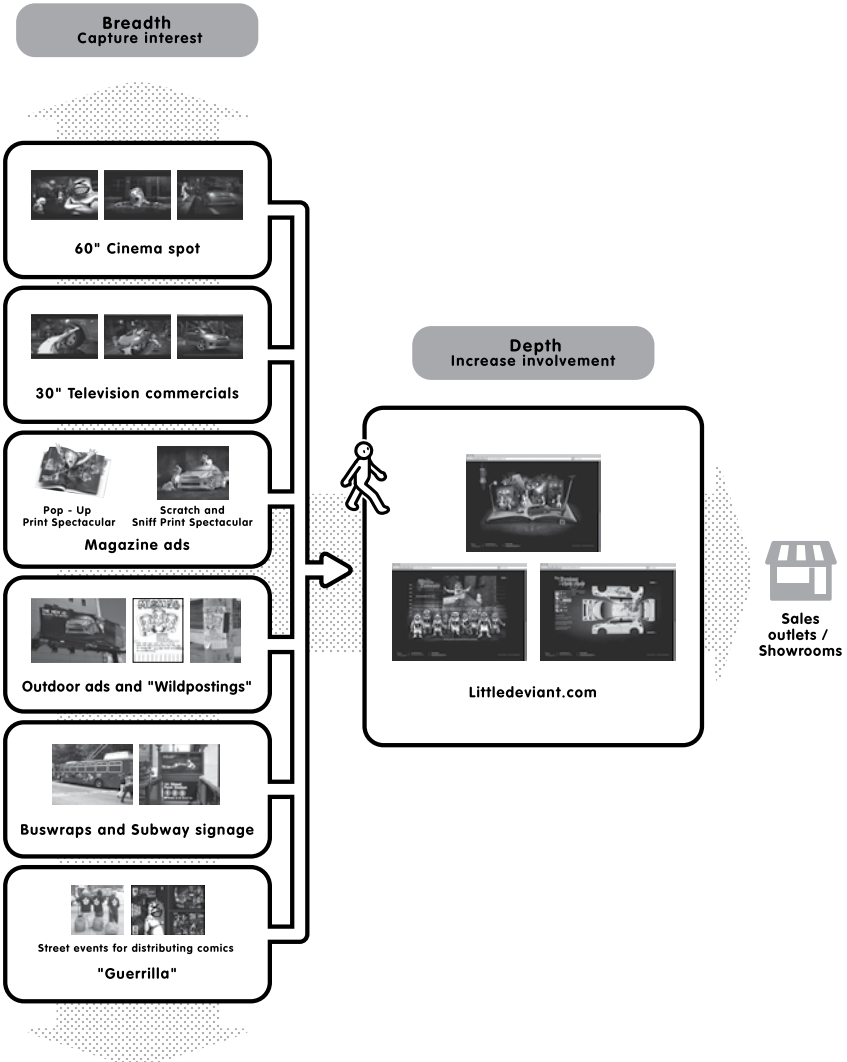 Breadth
Capture interest
60" Cinema spot
30" Television commercials
Pop - Up
Print Spectacular
Scratch and
Sniff Print Spectacular
Magazine ads
Outdoor ads and "Wildpostings"
Buswraps and Subway signage
Street events for distributing comics
"Guerrilla"
Depth
Increase involvement
Littledeviant.com
Sales
outlets /
Showrooms